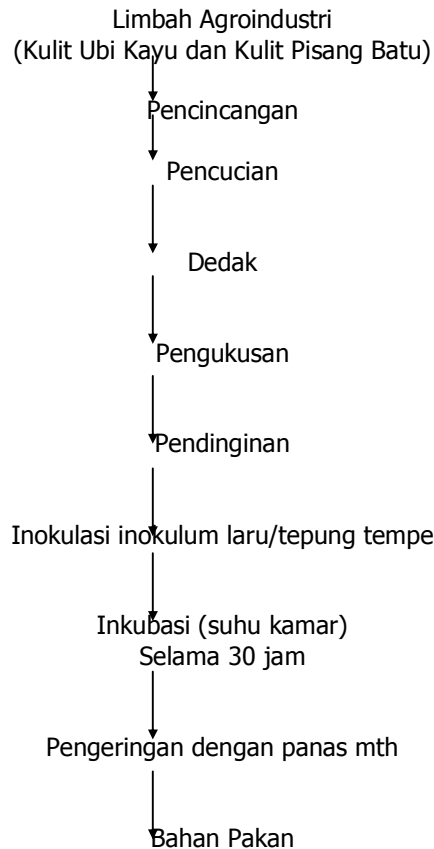 Limbah Agroindustri
(Kulit Ubi Kayu dan Kulit Pisang Batu)
Pencincangan
Pencucian
Dedak
Pengukusan
Pendinginan
Inokulasi inokulum laru/tepung tempe
Inkubasi (suhu kamar)
Selama 30 jam
Pengeringan dengan panas mth
Bahan Pakan